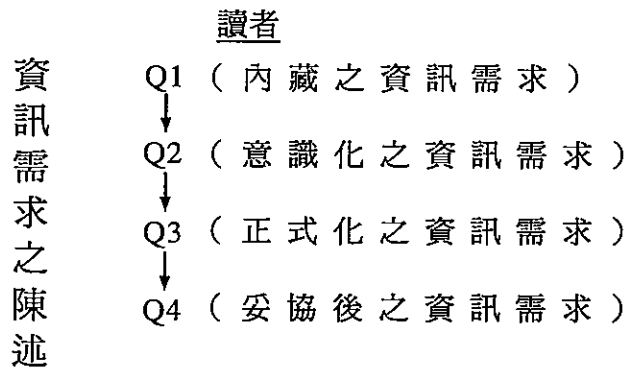 讀者
資訊需求之陳述
Q1（內藏之資訊需求）
Q2（意識化之資訊需求）
Q3（正式化之資訊需求）
Q4（妥協後之資訊需求）